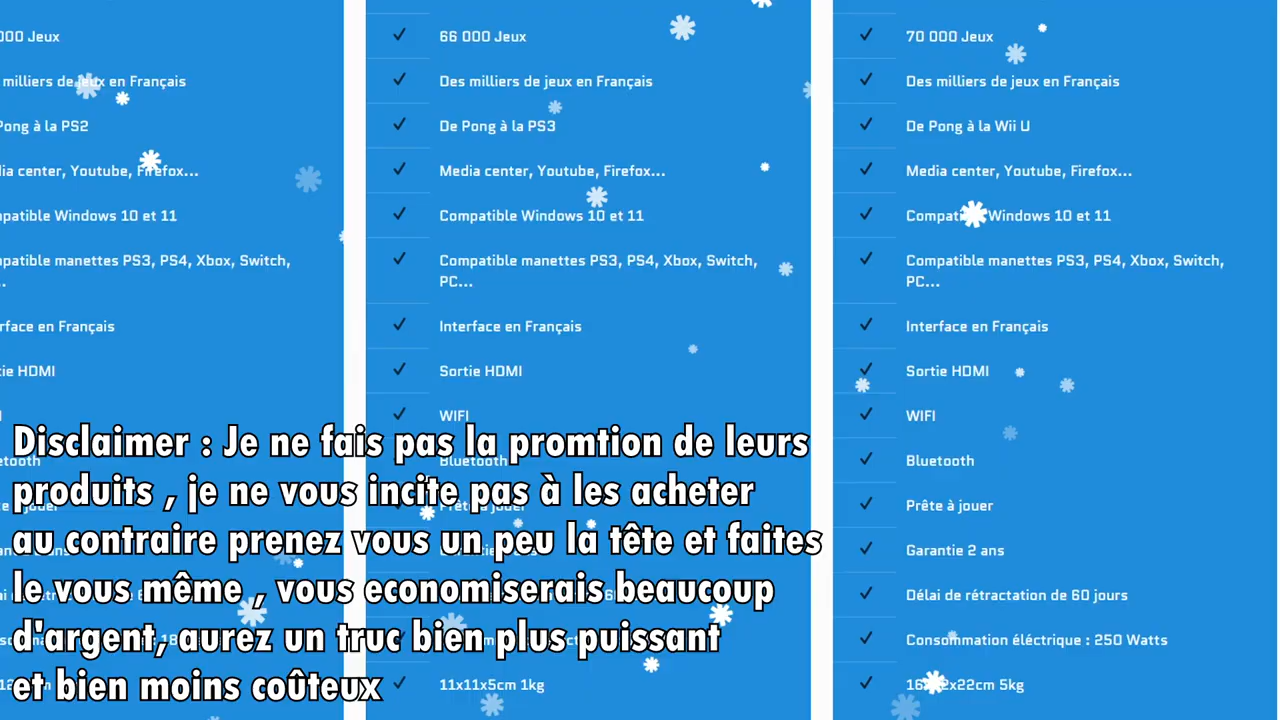 000 Jeux
milliers de jeux en Français
Pong à la PS2
dia center, Youtube, Firefox...
mpatible Windows 10 et 11
mpatible manettes PS3, PS4, Xbox, Switch,
rface en Français
tie HDMI
66 000 Jeux
Des milliers de jeux en Français
De Pong à la PS3
Media center, Youtube, Firefox...
Compatible Windows 10 et 11
Compatible manettes PS3, PS4, Xbox, Switch,
PC...
Interface en Français
Sortie HDMI
WIFI
Bluetooth
Prête à jouer
11x11x5cm 1kg
70 000 Jeux
Des milliers de jeux en Français
De Pong à la Wii U
Media center, Youtube, Firefox...
Compatible Windows 10 et 11
Compatible manettes PS3, PS4, Xbox, Switch,
PC...
Interface en Français
Sortie HDMI
WIFI
Bluetooth
Prête à jouer
Garantie 2 ans
Délai de rétractation de 60 jours
Consommation éléctrique : 250 Watts
5kg
Disclaimer : Je ne fais pas la promtion de leurs
produits , je ne vous incite pas à les acheter
au contraire prenez vous un peu la tête et faites
le vous même , vous economiserais beaucoup
d'argent, aurez un truc bien plus puissant
et bien moins coûteux